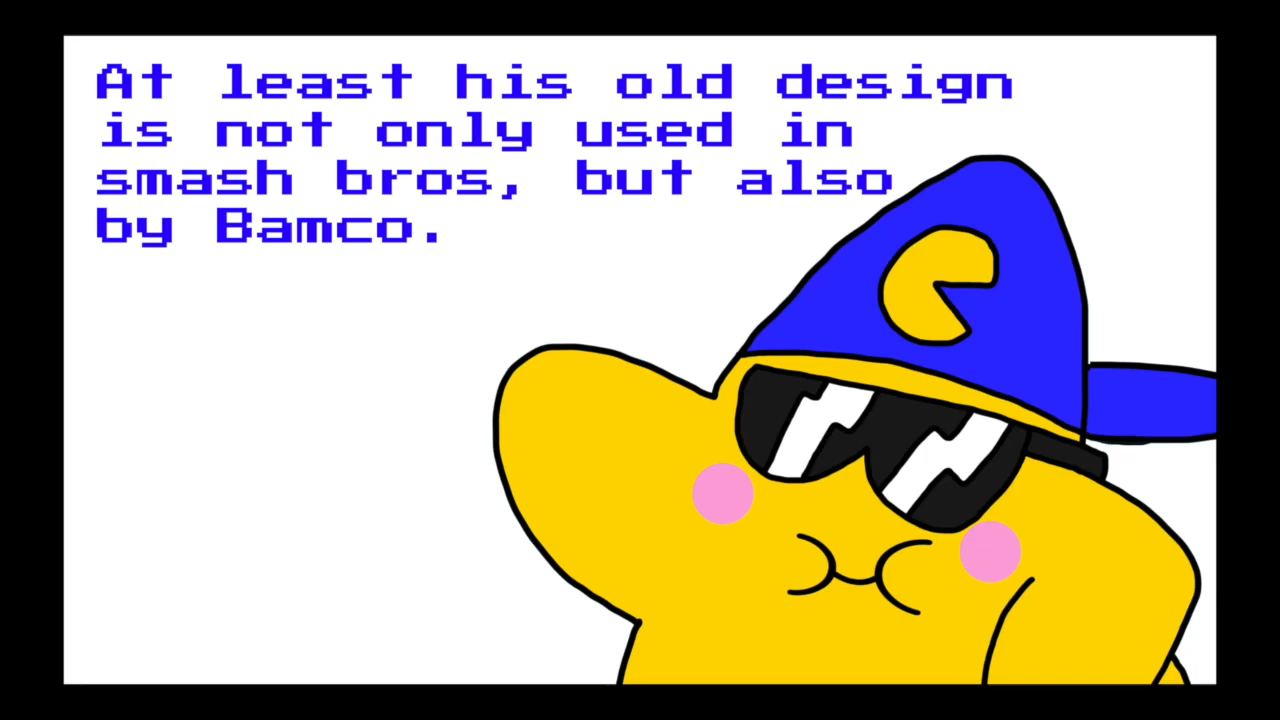 At least his old design
is not only used in
smash bros, but also
by Bamco.